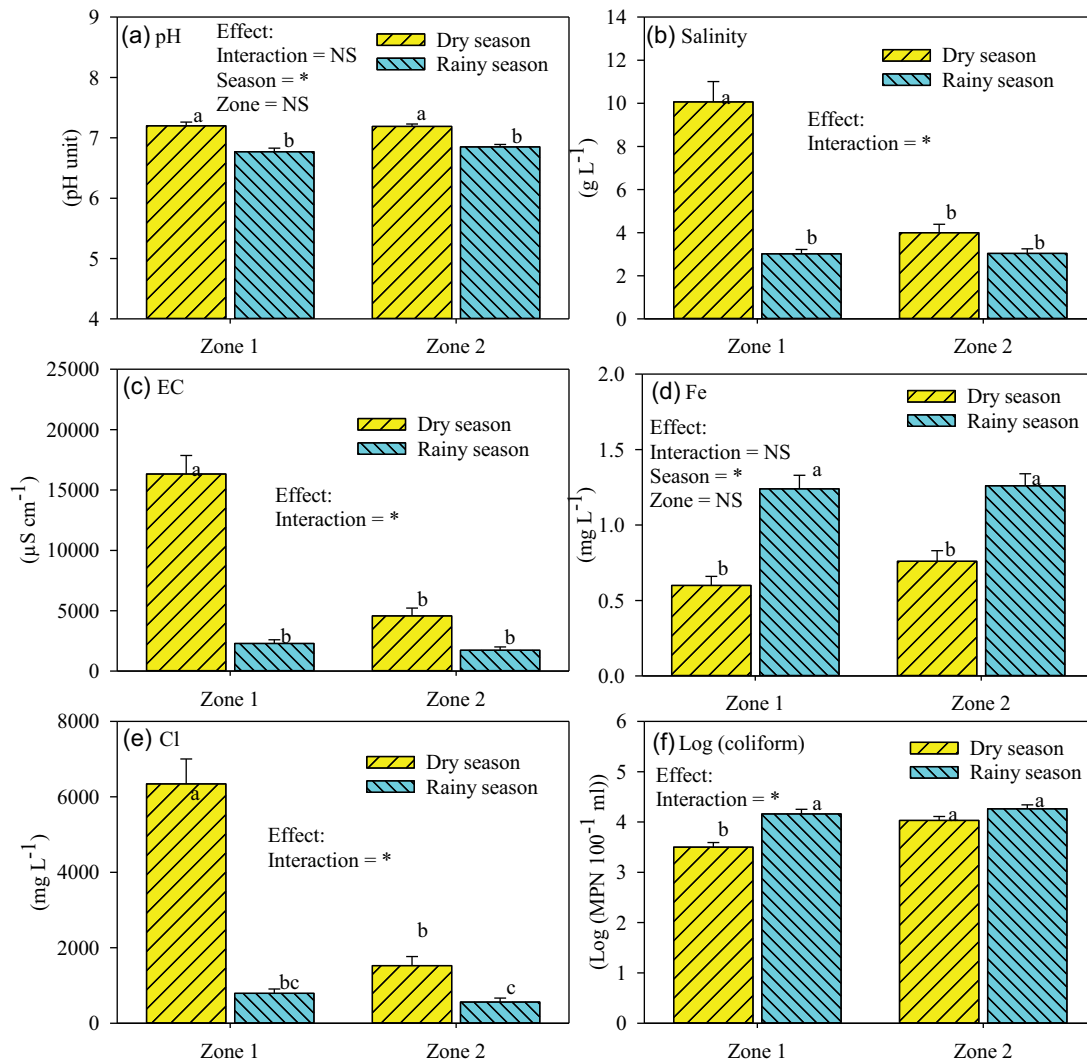 (a) pH
Effect:
Interaction = NS
Season = *
Zone = NS
Dry season
Rainy season
9
8
7
6
5
4
(pH unit)
a
b
a
b
Zone 1
Zone 2
(b) Salinity
Dry season
Rainy season
Effect:
Interaction = *
14
12
10
8
6
4
2
0
(g L⁻¹)
a
b
b
b
Zone 1
Zone 2
(c) EC
Dry season
Rainy season
Effect:
Interaction = *
25000
20000
15000
10000
5000
0
(µS cm⁻¹)
a
b
b
b
Zone 1
Zone 2
(d) Fe
Dry season
Rainy season
Effect:
Interaction = NS
Season = *
Zone = NS
2.0
1.5
1.0
0.5
0.0
(mg L⁻¹)
b
a
b
a
Zone 1
Zone 2
(e) Cl
Dry season
Rainy season
Effect:
Interaction = *
8000
6000
4000
2000
0
(mg L⁻¹)
a
bc
b
c
Zone 1
Zone 2
(f) Log (coliform)
Dry season
Rainy season
Effect:
Interaction = *
6
5
4
3
2
1
0
(Log (MPN 100⁻¹ ml))
b
a
a
a
Zone 1
Zone 2